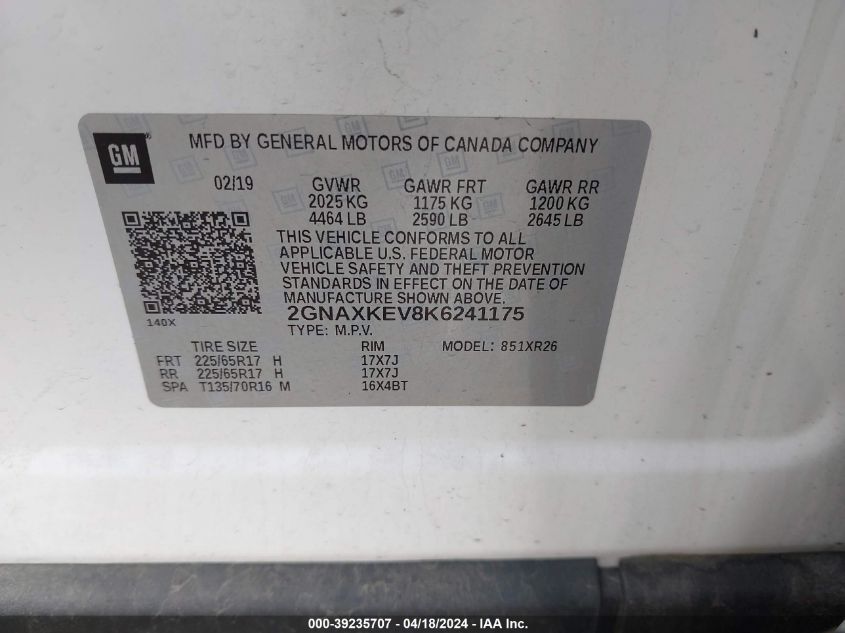 GM ®
MFD BY GENERAL MOTORS OF CANADA COMPANY
02/19 GVWR GAWR FRT GAWR RR
2025 KG 1175 KG 1200 KG
4464 LB 2590 LB 2645 LB
THIS VEHICLE CONFORMS TO ALL
APPLICABLE U.S. FEDERAL MOTOR
VEHICLE SAFETY AND THEFT PREVENTION
STANDARDS IN EFFECT ON THE DATE OF
MANUFACTURE SHOWN ABOVE.
2GNAXKEV8K6241175
140X
TYPE: M.P.V.
TIRE SIZE RIM MODEL: 851XR26
FRT 225/65R17 H 17X7J
RR 225/65R17 H 17X7J
SPA T135/70R16 M 16X4BT
000-39235707 - 04/18/2024 - IAA Inc.